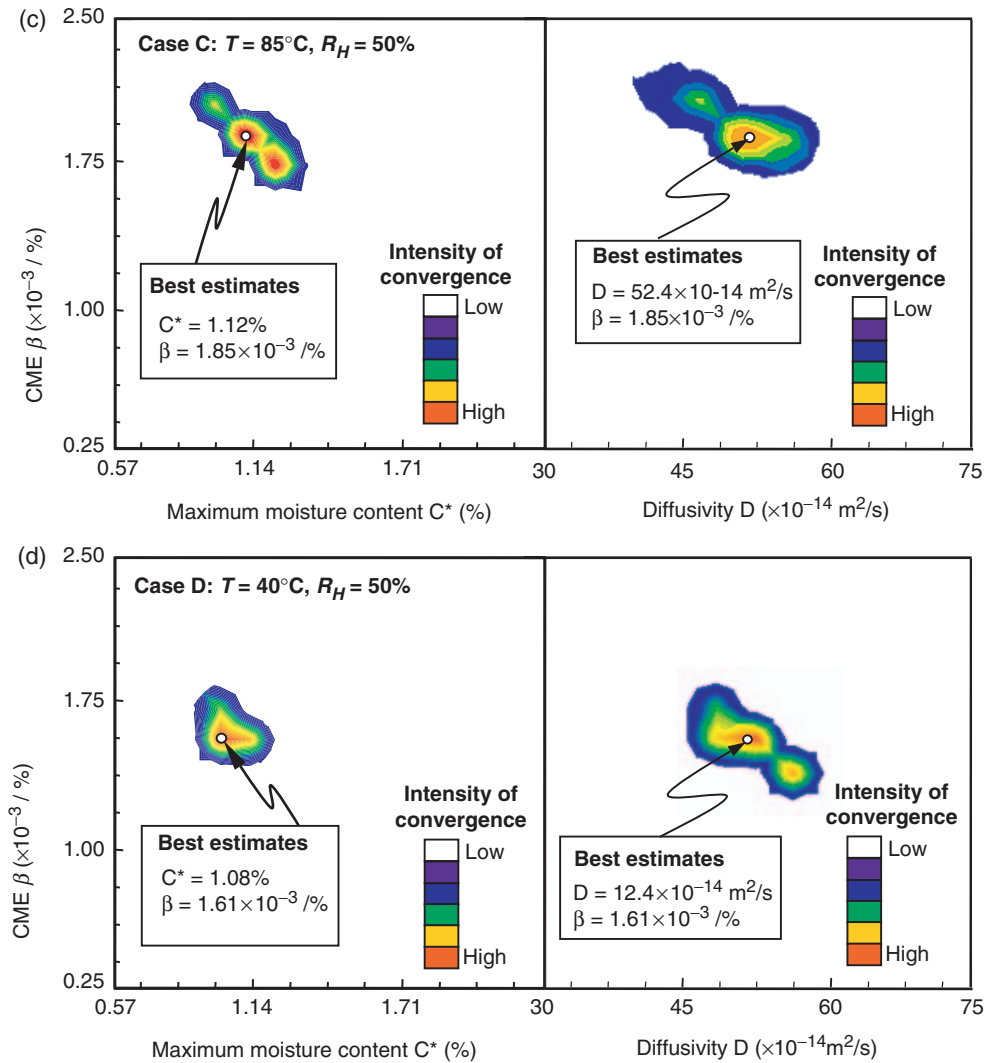 (c)
2.50
1.75
1.00
0.25
CME β (×10⁻³ / %)
Case C: T = 85°C, R_H = 50%
Best estimates
C* = 1.12%
β = 1.85×10⁻³ /%
Intensity of
convergence
Low
High
0.57
1.14
1.71
Maximum moisture content C* (%)
Best estimates
D = 52.4×10-14 m²/s
β = 1.85×10⁻³ /%
Intensity of
convergence
Low
High
30
45
60
75
Diffusivity D (×10⁻¹⁴ m²/s)
(d)
2.50
1.75
1.00
0.25
CME β (×10⁻³ / %)
Case D: T = 40°C, R_H = 50%
Best estimates
C* = 1.08%
β = 1.61×10⁻³ /%
Intensity of
convergence
Low
High
0.57
1.14
1.71
Maximum moisture content C* (%)
Best estimates
D = 12.4×10⁻¹⁴ m²/s
β = 1.61×10⁻³ /%
Intensity of
convergence
Low
High
30
45
60
75
Diffusivity D (×10⁻¹⁴m²/s)